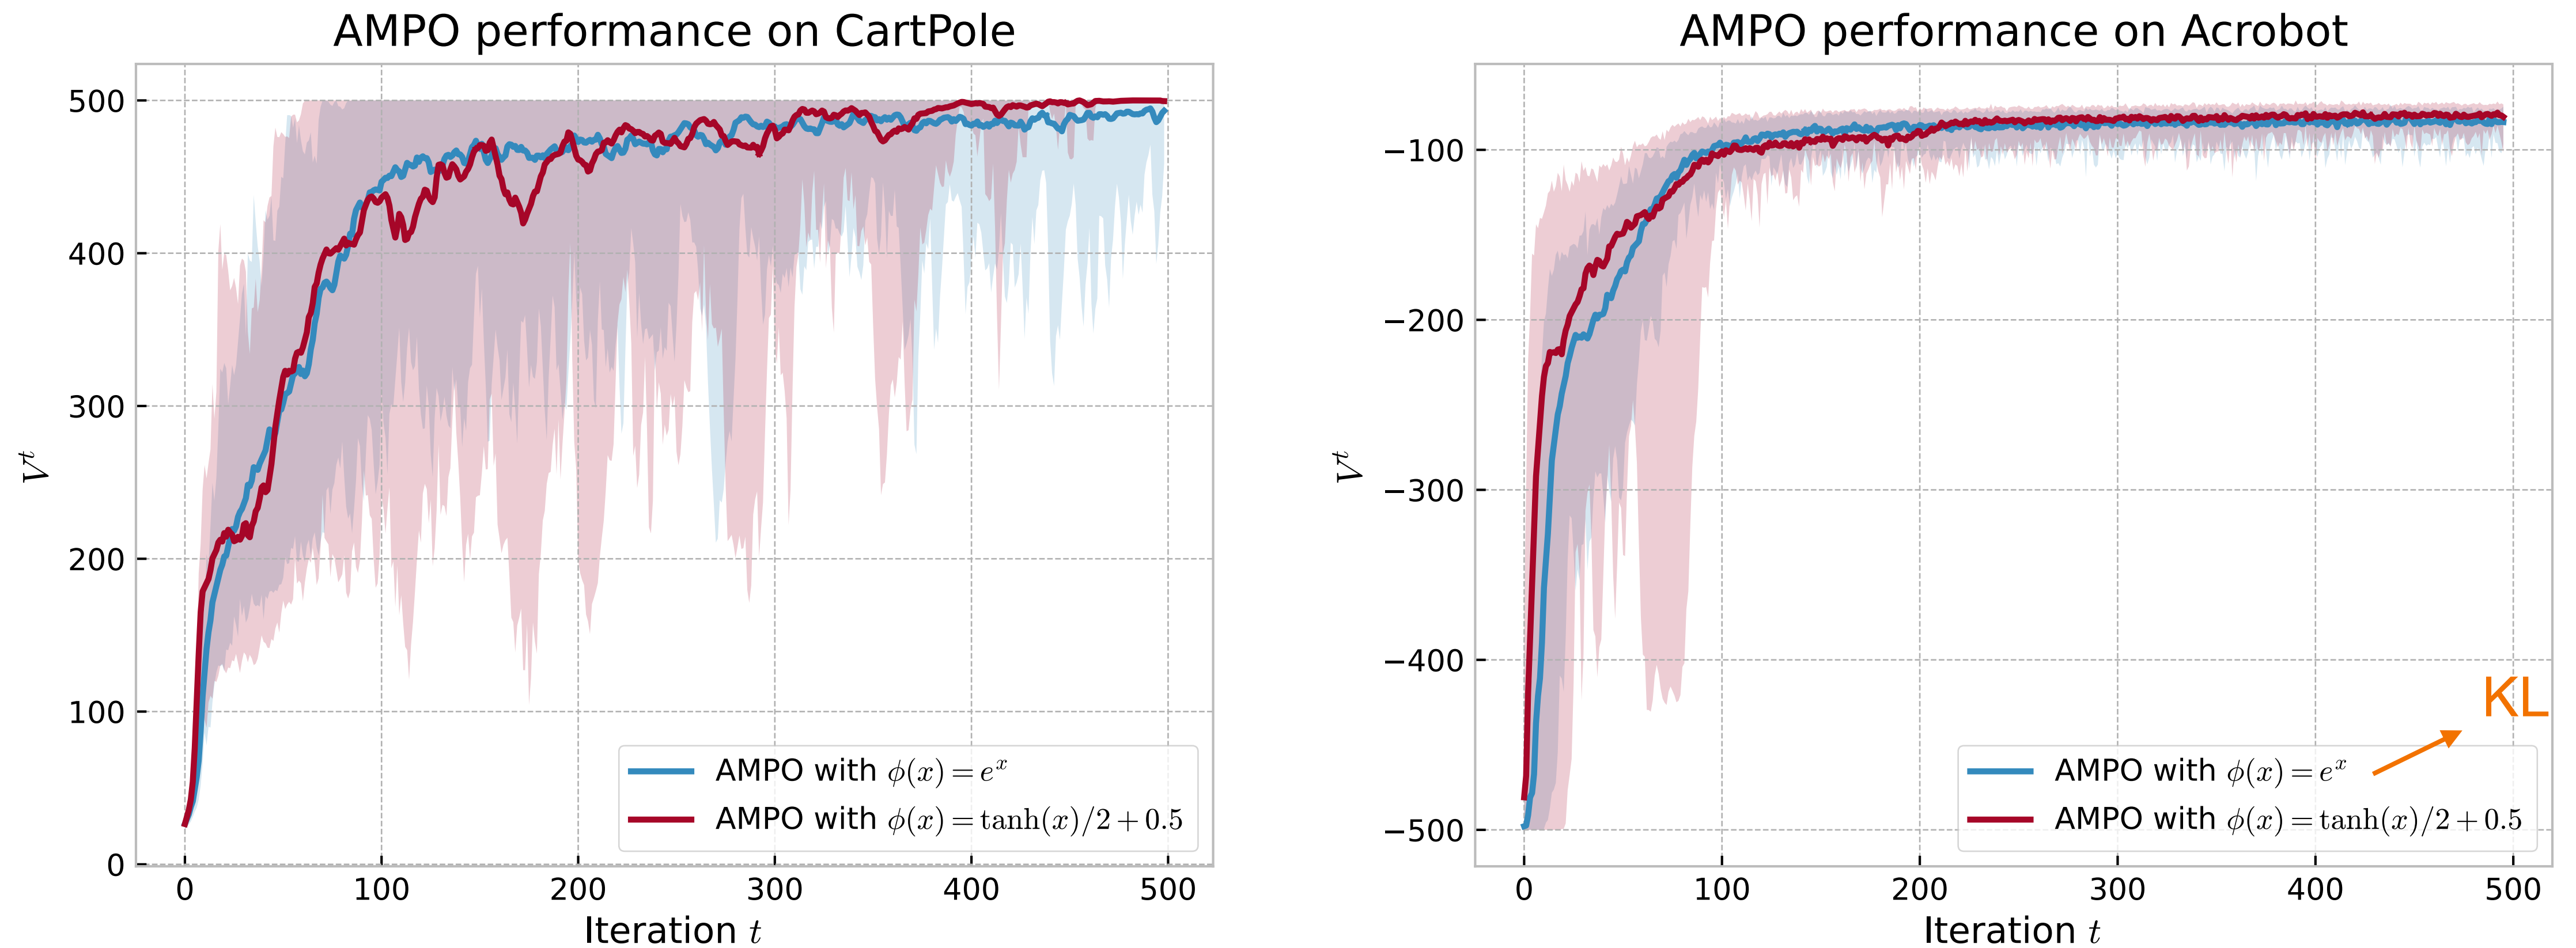 AMPO performance on CartPole
500
400
300
200
100
0
V^t
0 100 200 300 400 500
Iteration t
AMPO with ϕ(x) = e^x
AMPO with ϕ(x) = tanh(x)/2 + 0.5
AMPO performance on Acrobot
−100
−200
−300
−400
−500
V^t
0 100 200 300 400 500
Iteration t
KL
AMPO with ϕ(x) = e^x
AMPO with ϕ(x) = tanh(x)/2 + 0.5